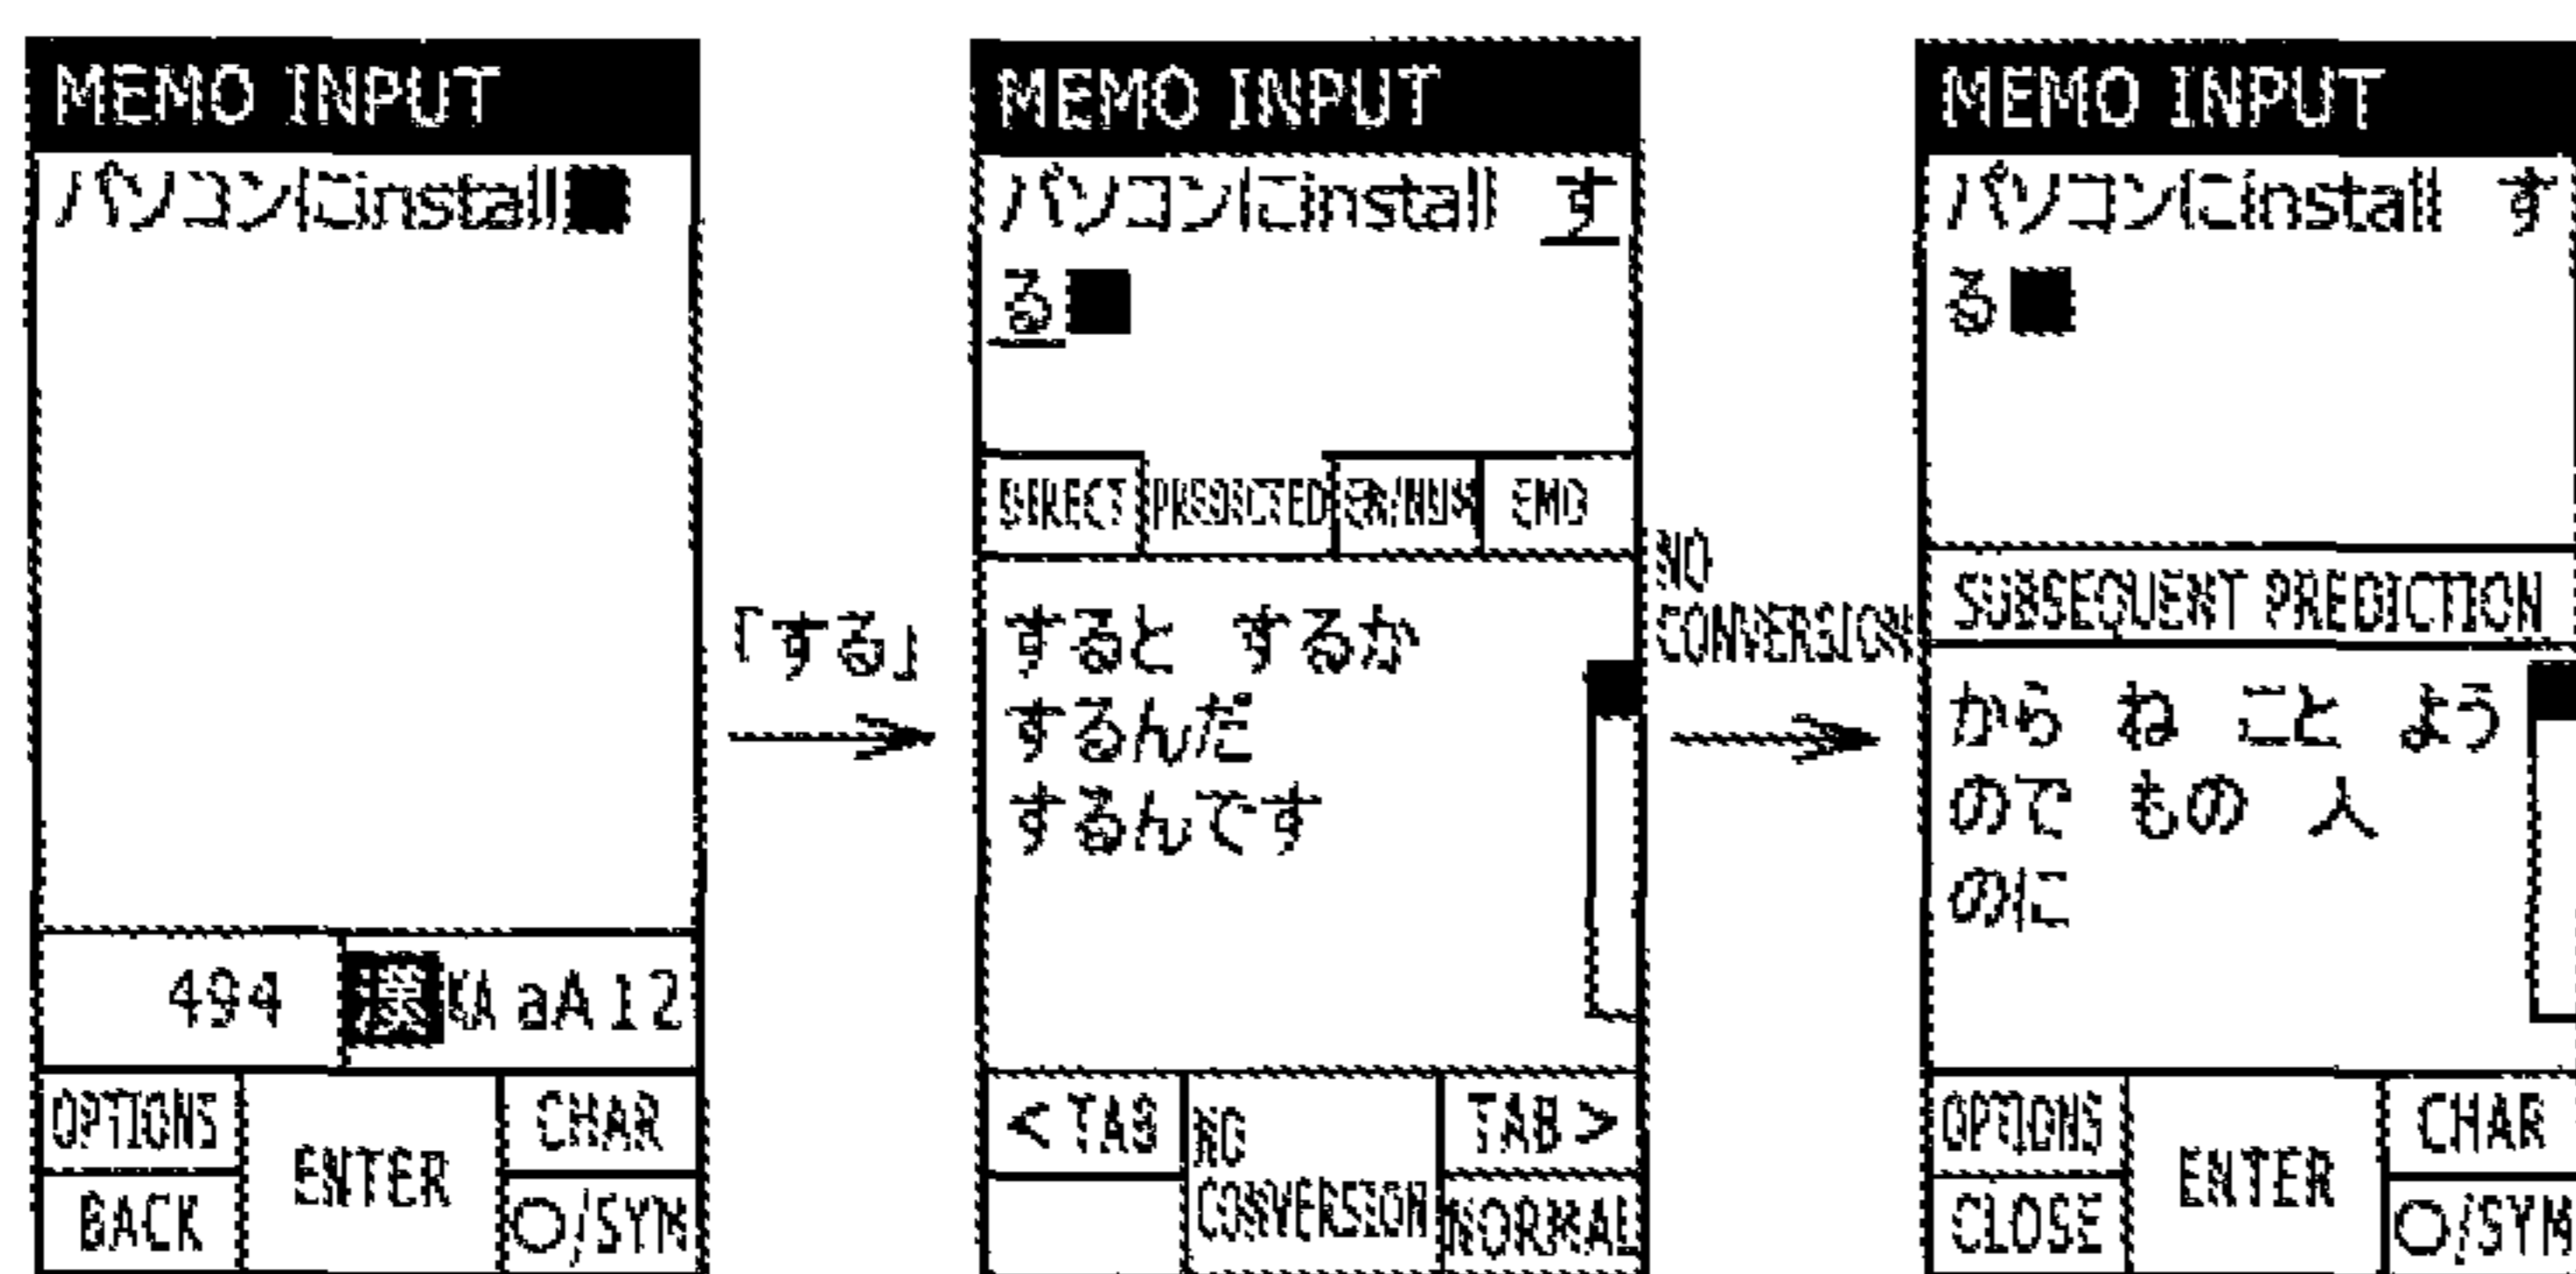 MEMO INPUT
パソコンにinstall
494
漢 KA aA 12
OPTIONS
ENTER
CHAR
BACK
○/SYM
「する」
MEMO INPUT
パソコンにinstall す
る
DIRECT PREDICTED EN/NUM EMO
すると するか
するんだ
するんです
< TAB
NO
CONVERSION
TAB >
NORMAL
NO
CONVERSION
MEMO INPUT
パソコンにinstall す
る
SUBSEQUENT PREDICTION
から ね こと よう
ので もの 人
のに
OPTIONS
ENTER
CHAR
CLOSE
○/SYM